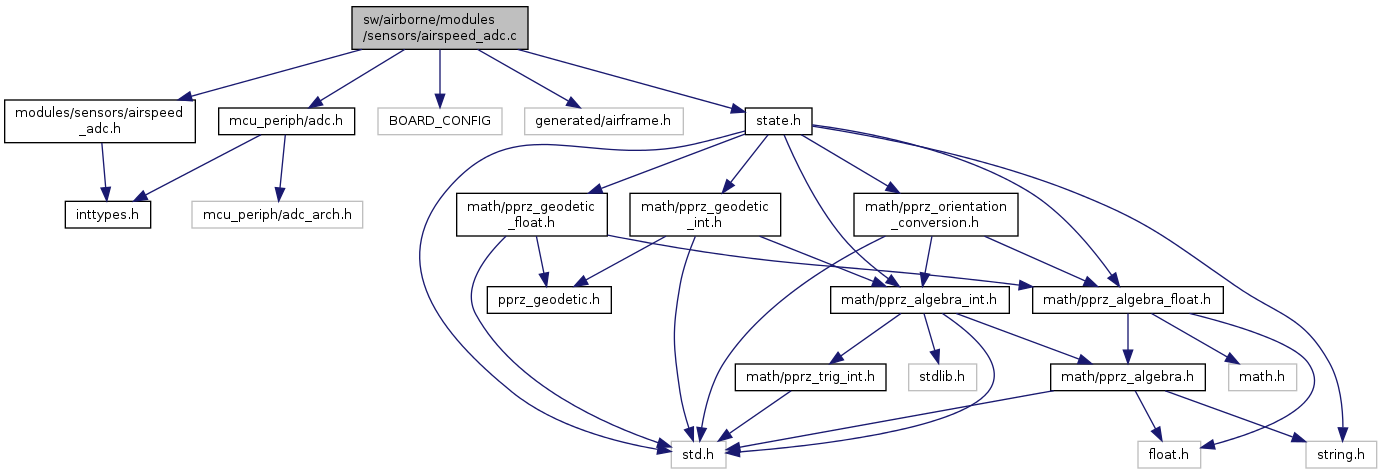 sw/airborne/modules
/sensors/airspeed_adc.c
modules/sensors/airspeed
_adc.h
mcu_periph/adc.h
BOARD_CONFIG
generated/airframe.h
state.h
inttypes.h
mcu_periph/adc_arch.h
math/pprz_geodetic
_float.h
math/pprz_geodetic
_int.h
math/pprz_orientation
_conversion.h
pprz_geodetic.h
math/pprz_algebra_int.h
math/pprz_algebra_float.h
math/pprz_trig_int.h
stdlib.h
math/pprz_algebra.h
math.h
std.h
float.h
string.h